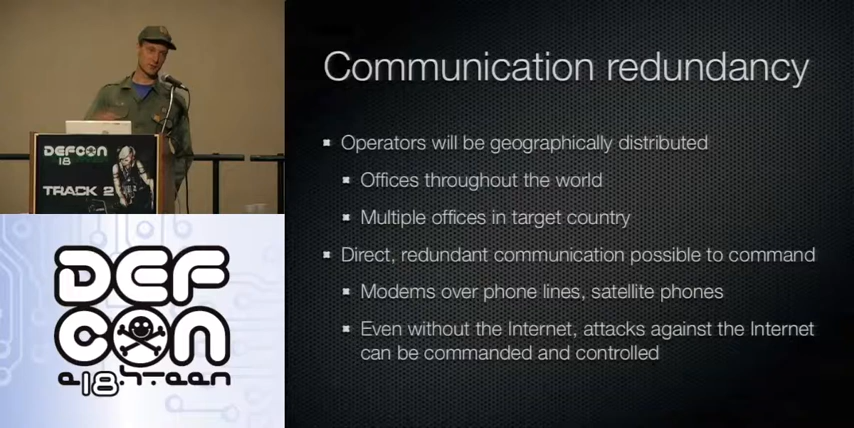 DEFCON
18
TRACK 2
DEF
CON
e18hteen
Communication redundancy
Operators will be geographically distributed
Offices throughout the world
Multiple offices in target country
Direct, redundant communication possible to command
Modems over phone lines, satellite phones
Even without the Internet, attacks against the Internet
can be commanded and controlled